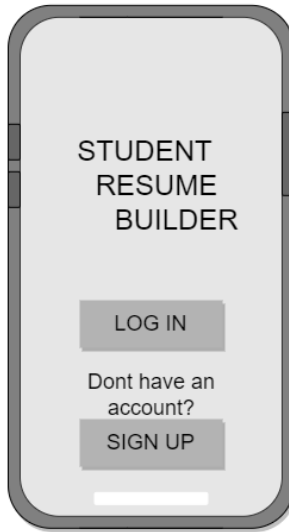 STUDENT
RESUME
BUILDER
LOG IN
Dont have an
account?
SIGN UP